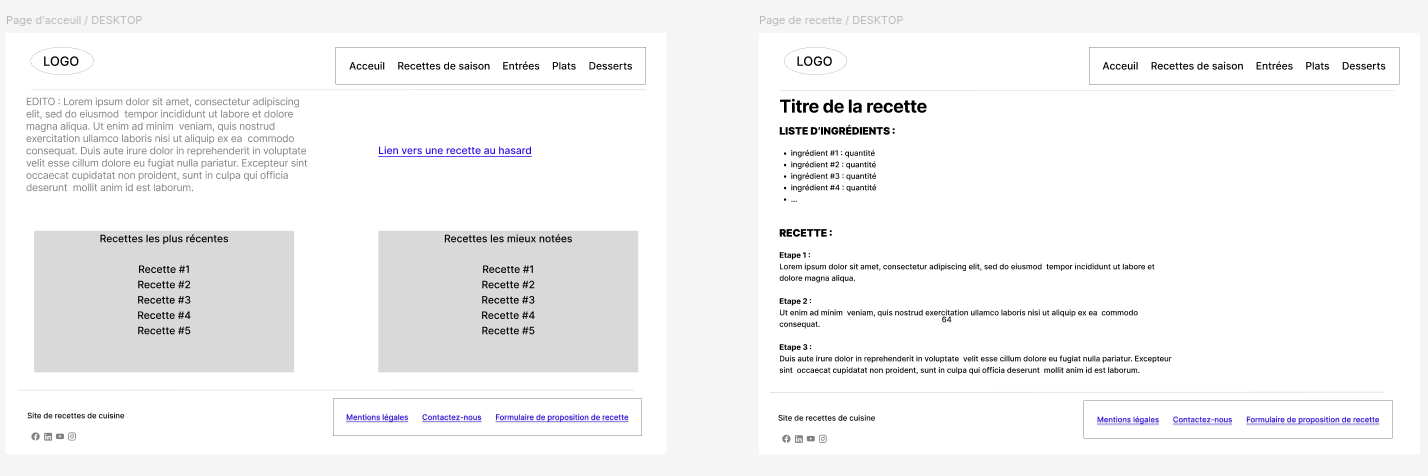 Page d'acceuil / DESKTOP
LOGO
Acceuil Recettes de saison Entrées Plats Desserts
EDITO : Lorem ipsum dolor sit amet, consectetur adipiscing
elit, sed do eiusmod tempor incididunt ut labore et dolore
magna aliqua. Ut enim ad minim veniam, quis nostrud
exercitation ullamco laboris nisi ut aliquip ex ea commodo
consequat. Duis aute irure dolor in reprehenderit in voluptate
velit esse cillum dolore eu fugiat nulla pariatur. Excepteur sint
occaecat cupidatat non proident, sunt in culpa qui officia
deserunt mollit anim id est laborum.
Lien vers une recette au hasard
Recettes les plus récentes
Recette #1
Recette #2
Recette #3
Recette #4
Recette #5
Recettes les mieux notées
Recette #1
Recette #2
Recette #3
Recette #4
Recette #5
Site de recettes de cuisine
Mentions légales Contactez-nous Formulaire de proposition de recette
Page de recette / DESKTOP
LOGO
Acceuil Recettes de saison Entrées Plats Desserts
Titre de la recette
LISTE D'INGRÉDIENTS :
• ingrédient #1 : quantité
• ingrédient #2 : quantité
• ingrédient #3 : quantité
• ingrédient #4 : quantité
• ...
RECETTE :
Etape 1 :
Lorem ipsum dolor sit amet, consectetur adipiscing elit, sed do eiusmod tempor incididunt ut labore et
dolore magna aliqua.
Etape 2 :
Ut enim ad minim veniam, quis nostrud exercitation ullamco laboris nisi ut aliquip ex ea commodo
64
consequat.
Etape 3 :
Duis aute irure dolor in reprehenderit in voluptate velit esse cillum dolore eu fugiat nulla pariatur. Excepteur
sint occaecat cupidatat non proident, sunt in culpa qui officia deserunt mollit anim id est laborum.
Site de recettes de cuisine
Mentions légales Contactez-nous Formulaire de proposition de recette